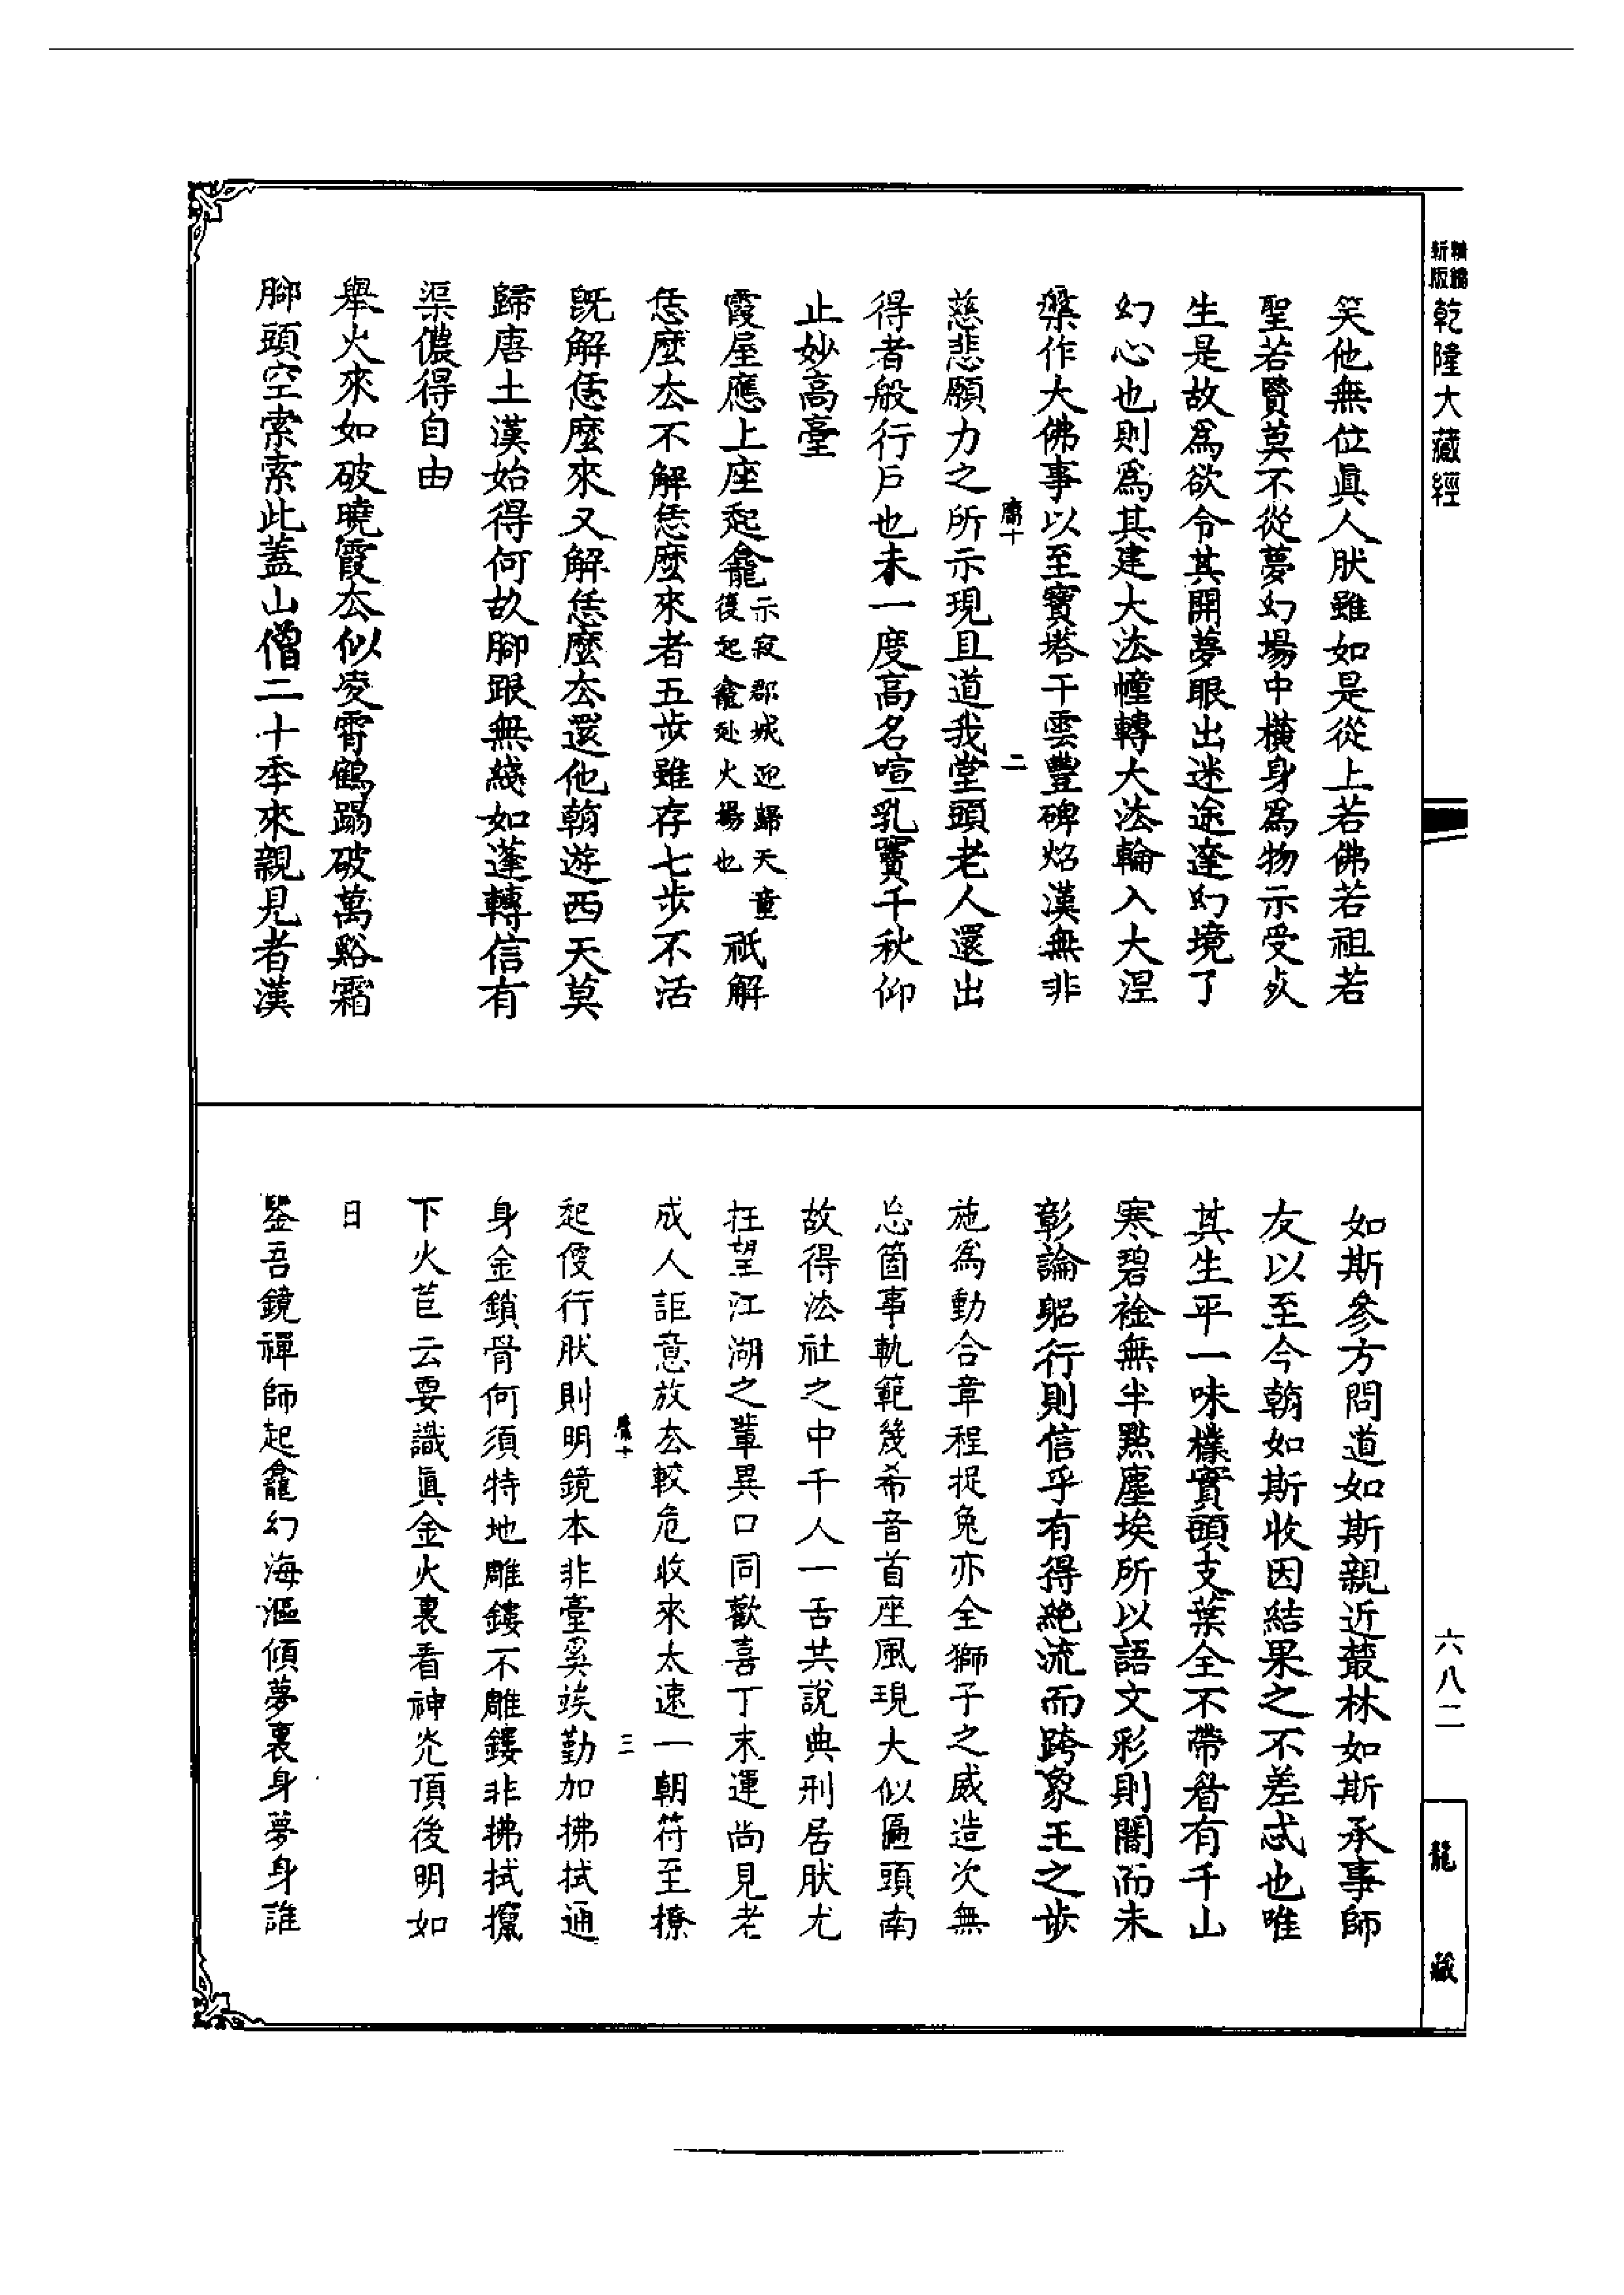 精編
新版
乾隆大藏經
笑他無位眞人肰雖如是從上若佛若祖若
聖若賢莫不從夢幻場中橫身爲物示受𠩄
生是故爲欲令其開夢眼出迷途達幻境了
幻心也則爲其建大法幢轉大法輪入大涅
槃作大佛事以至寶塔干雲豐碑焰漢無非
慈悲願力之所示現且道我堂頭老人還出
得者般行戶也未一度高名喧乳竇千秋仰
止妙高臺
霞屋應上座起龕示寂郡城迎歸天童
復起龕赴火場也
祇解
恁麼去不解恁麼來者五步雖存七步不活
旣解恁麼來又解恁麼去還他翰遊西天莫
歸唐土漢始得何故腳跟無綫如蓬轉信有
渠儂得自由
舉火來如破曉霞去似凌霄鶴蹋破萬谿霜
腳頭空索索此蓋山僧二十季來親見者漢
如斯參方問道如斯親近叢林如斯承事師
友以至今翰如斯收因結果之不差忒也唯
其生平一味樸實頭支葉全不帶㫺有千山
寒碧襟無半點塵埃所以語文彩則闇而未
彰論躬行則信乎有得絕流而跨象王之步
施爲動合章程捉兔亦全獅子之威造次無
忘箇事軌範幾希音首座風現大似匾頭南
故得法社之中千人一舌共說典刑居肰尤
在望江湖之輩異口同歡喜丁末運尚見老
成人詎意放去較危收來太速一朝符至撩
起便行肰則明鏡本非臺奚竢勤加拂拭通
身金鎖骨何須特地雕鏤不雕鏤非拂拭攛
下火苣云要識眞金火裏看神光頂後明如
日
鑒吾鏡禪師起龕幻海漚傾夢裏身夢身誰
六八二
龍藏